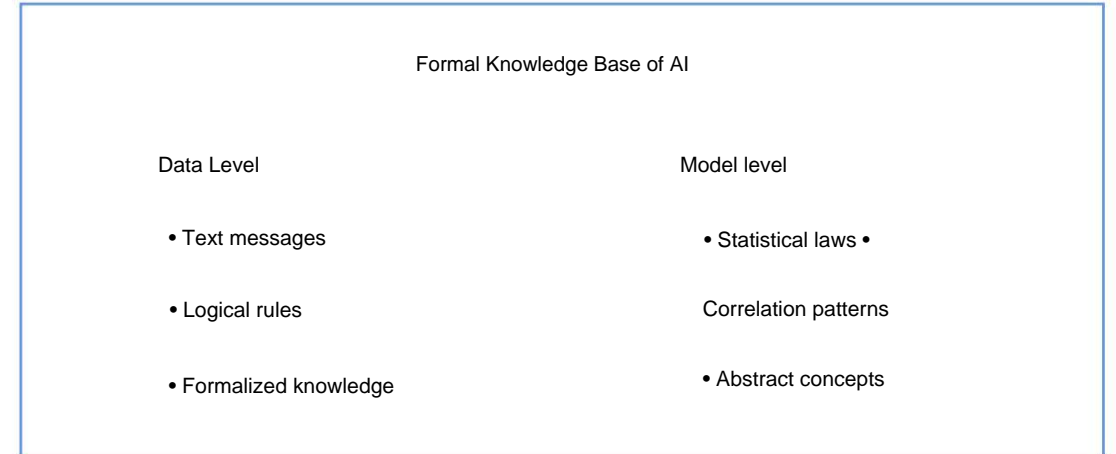 Formal Knowledge Base of AI
Data Level
• Text messages
• Logical rules
• Formalized knowledge
Model level
• Statistical laws •
Correlation patterns
• Abstract concepts